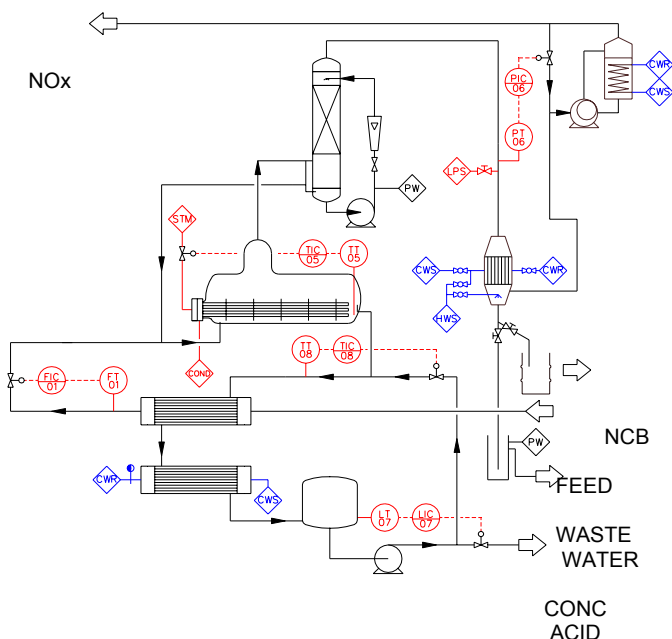 CWR
CWS
NOx
PIC
06
PT
06
LPS
PW
STM
TIC
05
TT
05
CWS
CWR
HWS
TT
08
TIC
08
COND
FIC
01
FT
01
NCB
PW
CWR
CWS
FEED
LT
07
LIC
07
WASTE
WATER
CONC
ACID